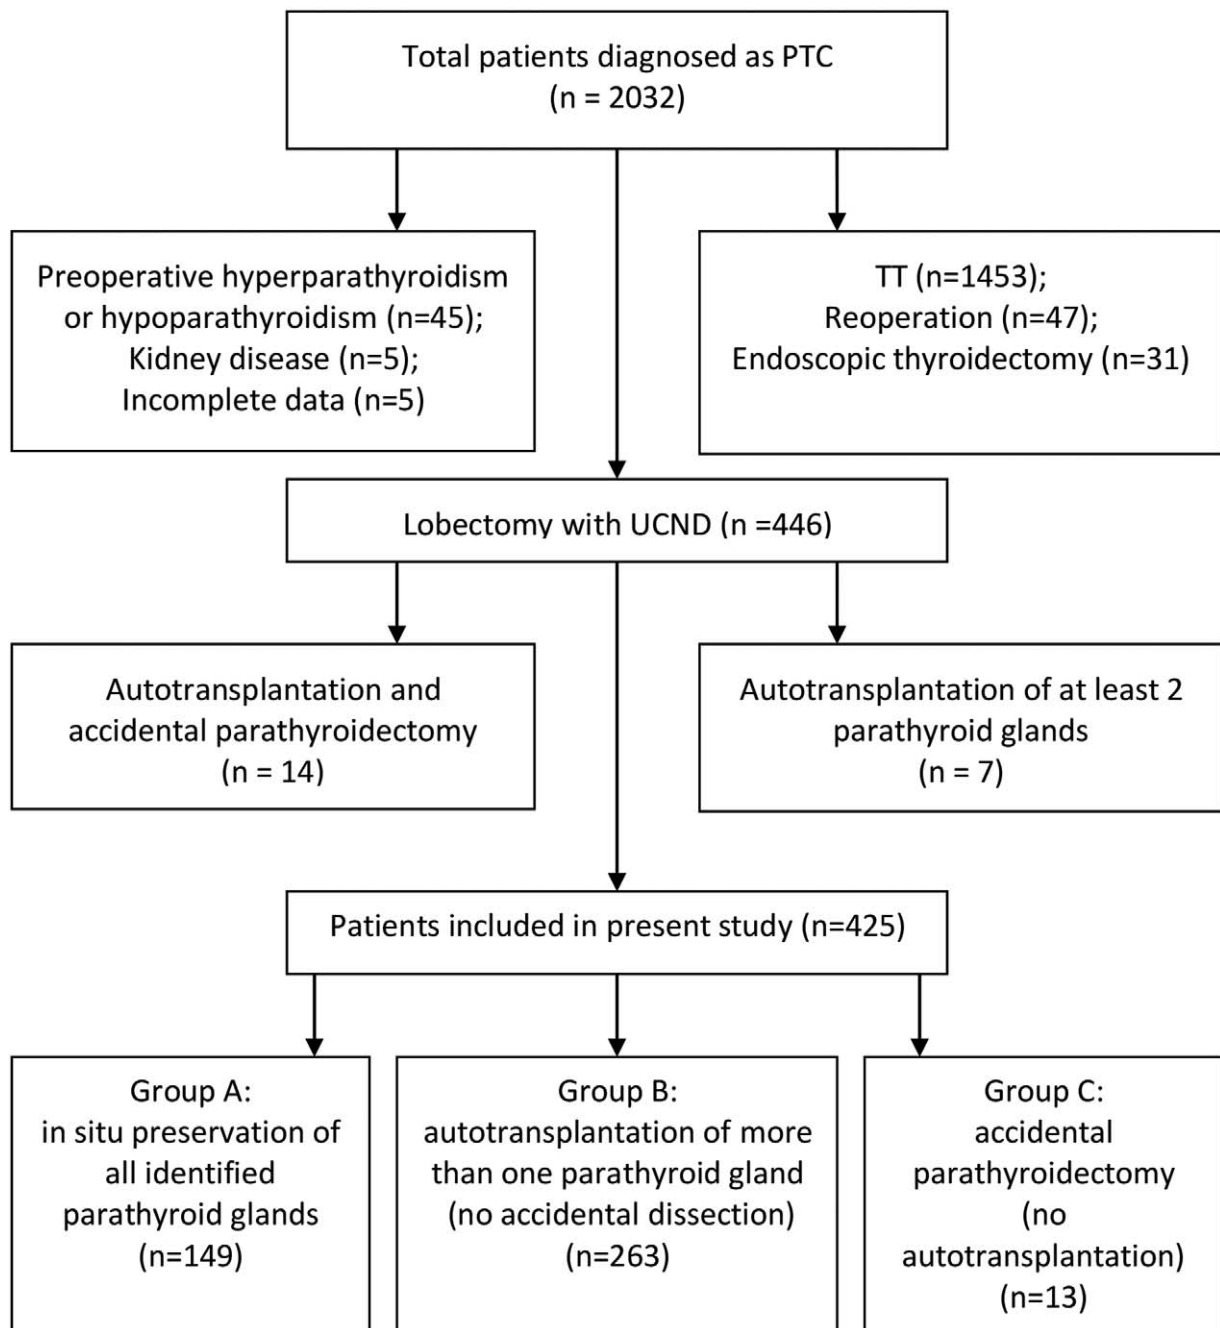 Total patients diagnosed as PTC
(n = 2032)
Preoperative hyperparathyroidism
or hypoparathyroidism (n=45);
Kidney disease (n=5);
Incomplete data (n=5)
TT (n=1453);
Reoperation (n=47);
Endoscopic thyroidectomy (n=31)
Lobectomy with UCND (n =446)
Autotransplantation and
accidental parathyroidectomy
(n = 14)
Autotransplantation of at least 2
parathyroid glands
(n = 7)
Patients included in present study (n=425)
Group A:
in situ preservation of
all identified
parathyroid glands
(n=149)
Group B:
autotransplantation of more
than one parathyroid gland
(no accidental dissection)
(n=263)
Group C:
accidental
parathyroidectomy
(no
autotransplantation)
(n=13)